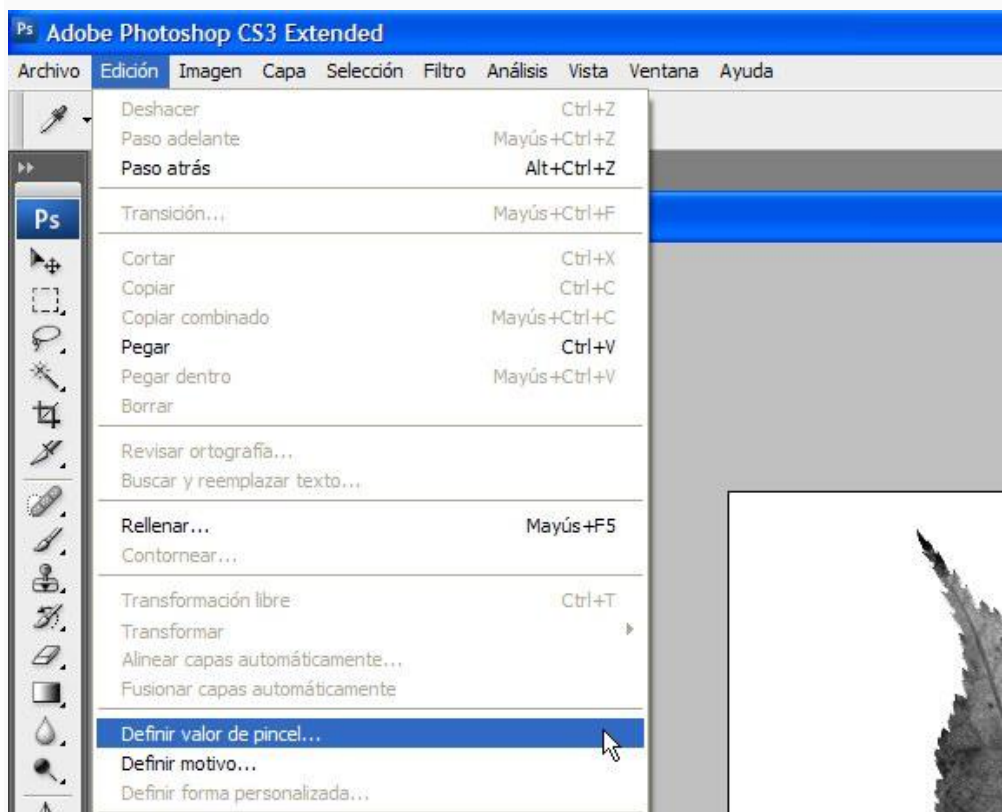 Ps Adobe Photoshop CS3 Extended
Archivo Edición Imagen Capa Selección Filtro Análisis Vista Ventana Ayuda
Deshacer Ctrl+Z
Paso adelante Mayús+Ctrl+Z
Paso atrás Alt+Ctrl+Z
Ps
Transición... Mayús+Ctrl+F
Cortar Ctrl+X
Copiar Ctrl+C
Copiar combinado Mayús+Ctrl+C
Pegar Ctrl+V
Pegar dentro Mayús+Ctrl+V
Borrar
Revisar ortografía...
Buscar y reemplazar texto...
Rellenar... Mayús+F5
Contornear...
Transformación libre Ctrl+T
Transformar
Alinear capas automáticamente...
Fusionar capas automáticamente
Definir valor de pincel...
Definir motivo...
Definir forma personalizada...